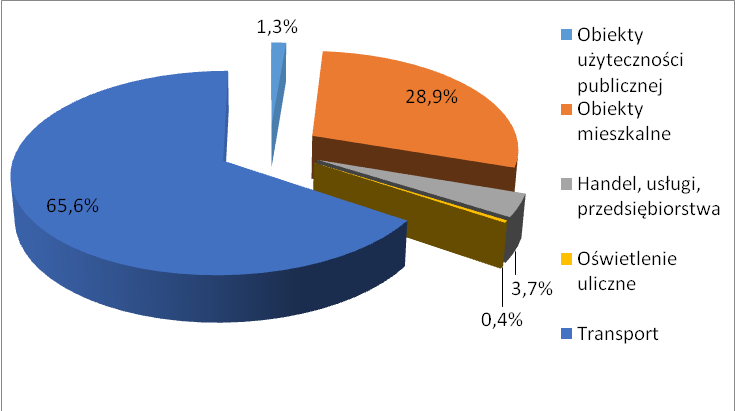 1,3%
28,9%
65,6%
3,7%
0,4%
Obiekty
użyteczności
publicznej
Obiekty
mieszkalne
Handel, usługi,
przedsiębiorstwa
Oświetlenie
uliczne
Transport